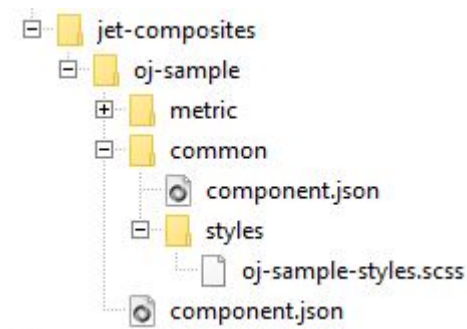 jet-composites
oj-sample
metric
common
component.json
styles
oj-sample-styles.scss
component.json